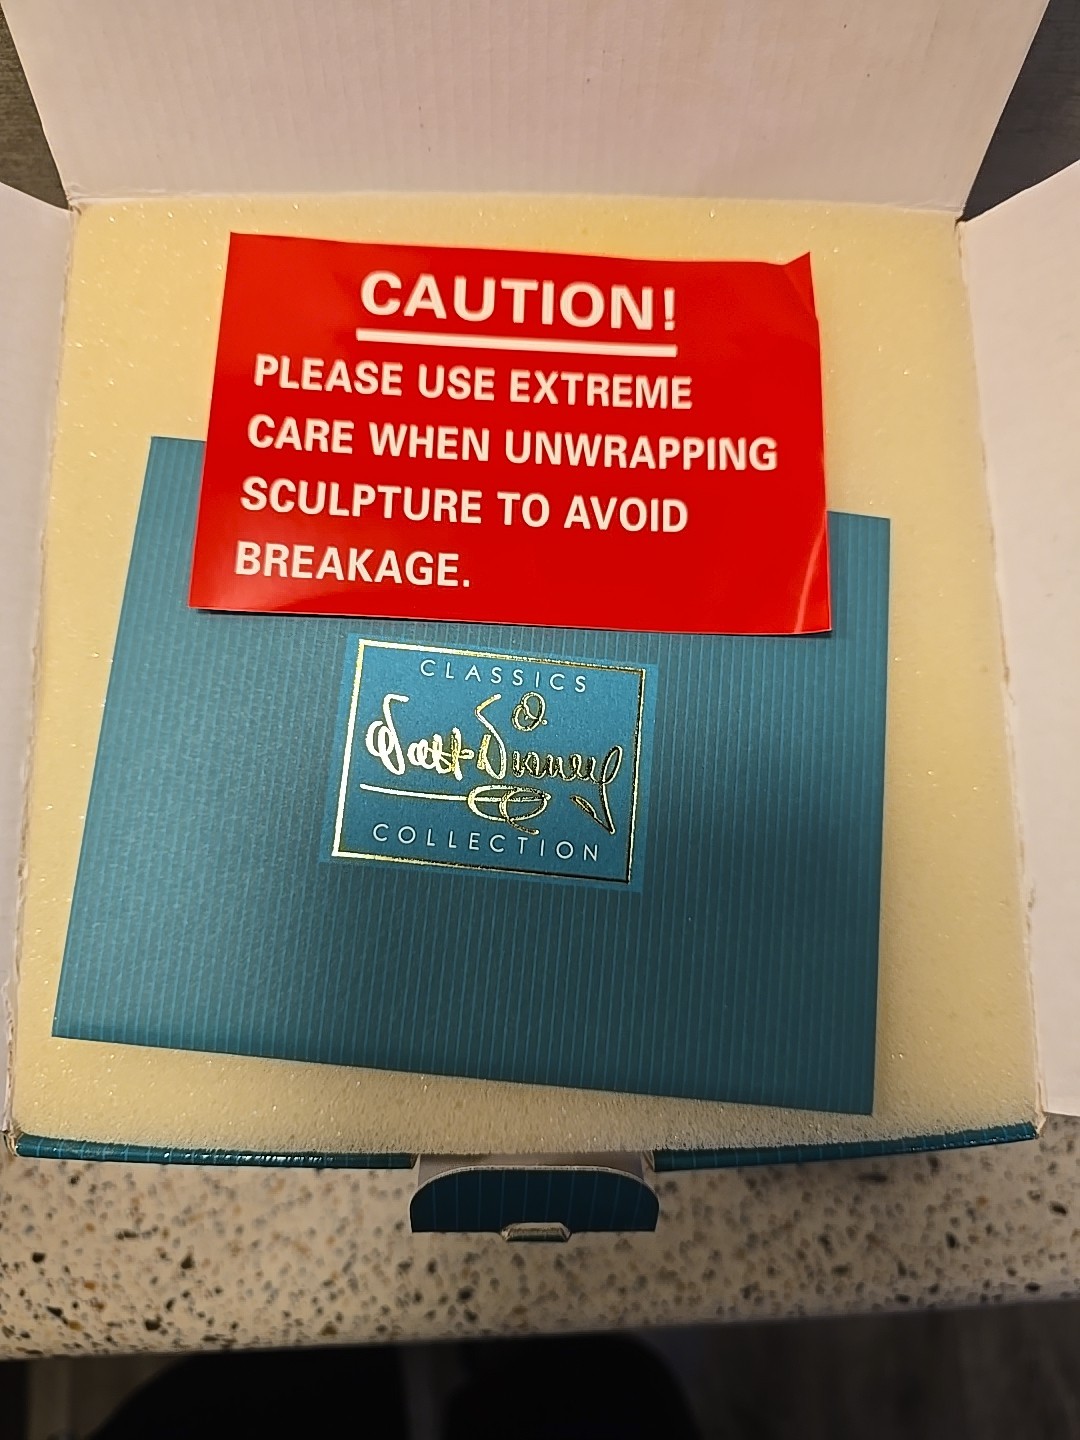 CAUTION!
PLEASE USE EXTREME
CARE WHEN UNWRAPPING
SCULPTURE TO AVOID
BREAKAGE.
CLASSICS
Walt Disney
COLLECTION